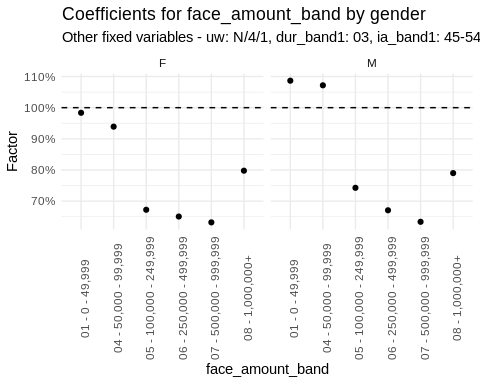 Coefficients for face_amount_band by gender
Other fixed variables - uw: N/4/1, dur_band1: 03, ia_band1: 45-54
F
M
110%
100%
90%
80%
70%
Factor
01 - 0 - 49,999
04 - 50,000 - 99,999
05 - 100,000 - 249,999
06 - 250,000 - 499,999
07 - 500,000 - 999,999
08 - 1,000,000+
01 - 0 - 49,999
04 - 50,000 - 99,999
05 - 100,000 - 249,999
06 - 250,000 - 499,999
07 - 500,000 - 999,999
08 - 1,000,000+
face_amount_band